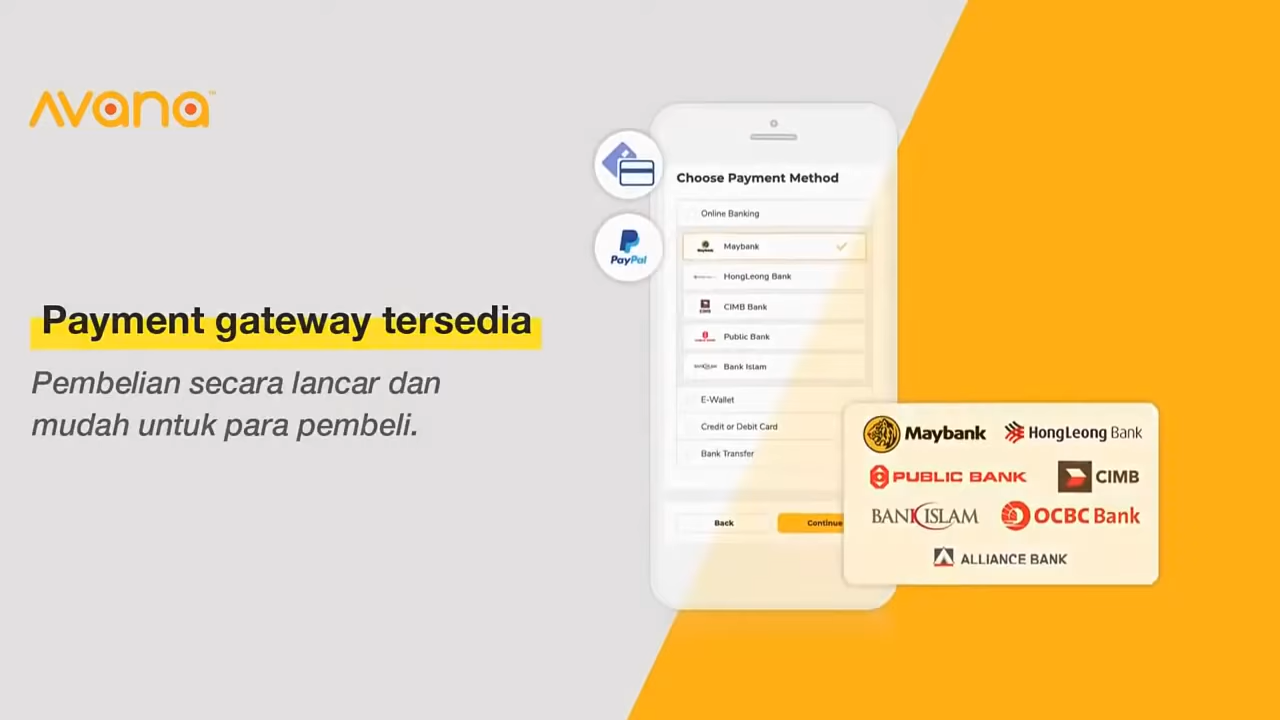 AVANA™
Payment gateway tersedia
Pembelian secara lancar dan
mudah untuk para pembeli.
PayPal
Choose Payment Method
Online Banking
Maybank
HongLeong Bank
CIMB Bank
Public Bank
Bank Islam
E-Wallet
Credit or Debit Card
Bank Transfer
Back
Continue
Maybank
HongLeong Bank
PUBLIC BANK
CIMB
BANK ISLAM
OCBC Bank
ALLIANCE BANK